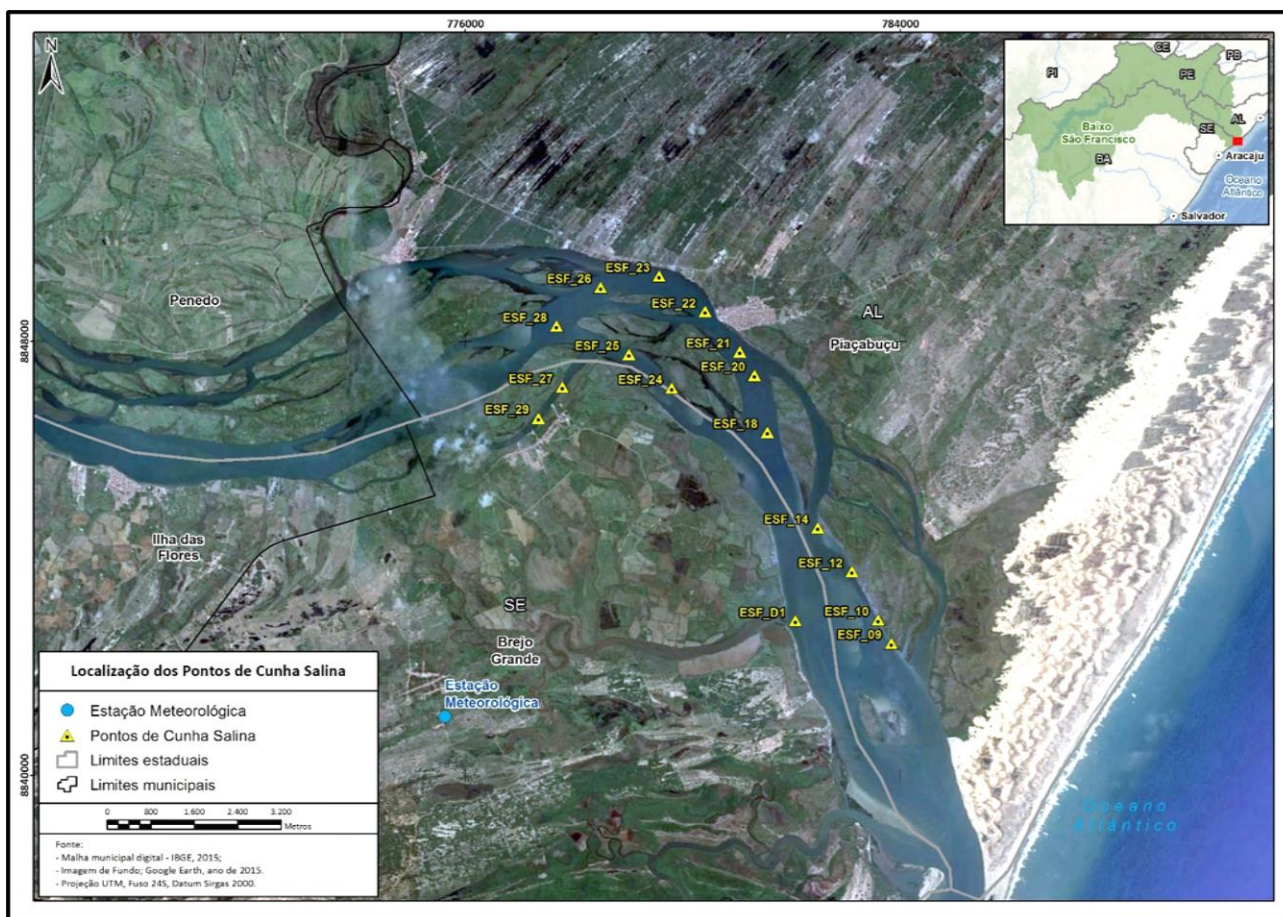 776000
784000
N
CE
PB
PI
PE
AL
Baixo
São Francisco
SE
BA
Aracaju
Oceano
Atlântico
Salvador
ESF_23
ESF_26
Penedo
ESF_22
AL
ESF_28
8848000
Piaçabuçu
ESF_21
ESF_25
ESF_20
ESF_27
ESF_24
ESF_29
ESF_18
ESF_14
Ilha das
Flores
ESF_12
SE
ESF_D1
ESF_10
ESF_09
Brejo
Grande
Estação
Meteorológica
8840000
Oceano
Atlântico
Localização dos Pontos de Cunha Salina
Estação Meteorológica
Pontos de Cunha Salina
Limites estaduais
Limites municipais
0 800 1.600 2.400 3.200
Metros
Fonte:
- Malha municipal digital - IBGE, 2015;
- Imagem de Fundo; Google Earth, ano de 2015.
- Projeção UTM, Fuso 24S, Datum Sirgas 2000.